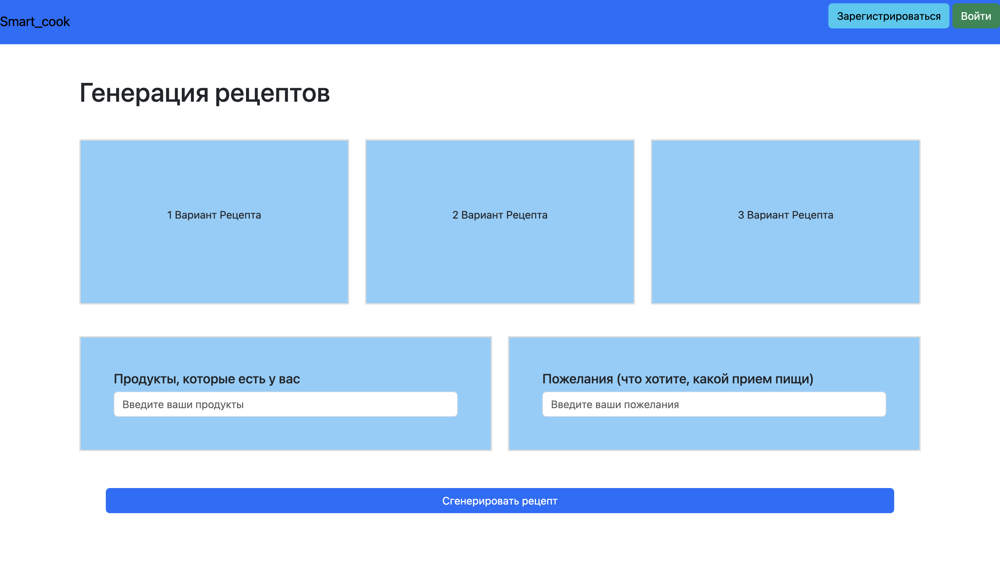 Smart_cook
Зарегистрироваться
Войти
Генерация рецептов
1 Вариант Рецепта
2 Вариант Рецепта
3 Вариант Рецепта
Продукты, которые есть у вас
Введите ваши продукты
Пожелания (что хотите, какой прием пищи)
Введите ваши пожелания
Сгенерировать рецепт